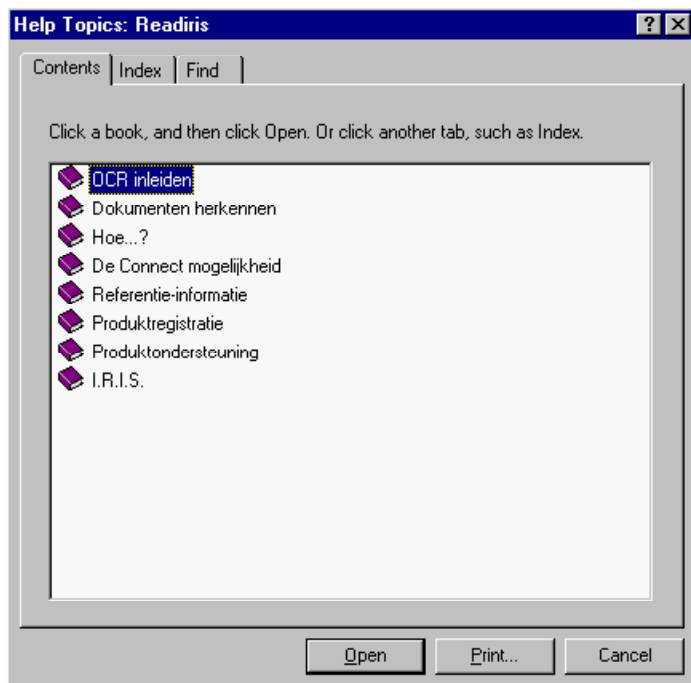 Help Topics: Readiris
Contents Index Find
Click a book, and then click Open. Or click another tab, such as Index.
OCR inleiden
Dokumenten herkennen
Hoe...?
De Connect mogelijkheid
Referentie-informatie
Produktregistratie
Produktondersteuning
I.R.I.S.
Open Print... Cancel